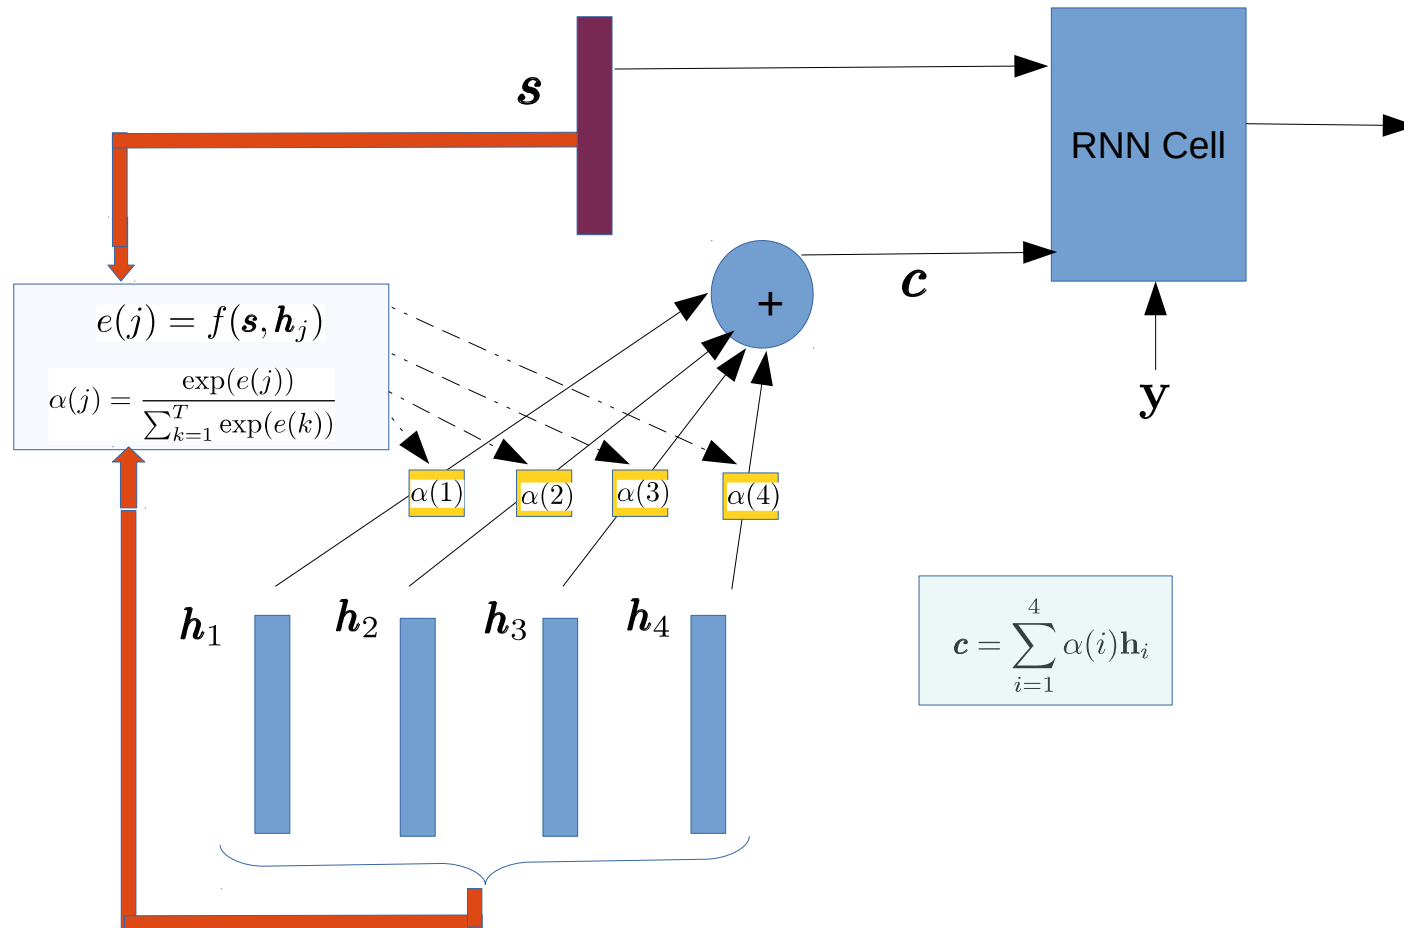 s
RNN Cell
+
c
e(j) = f(s, h_j)
α(j) = exp(e(j)) / ∑_{k=1}^{T} exp(e(k))
y
α(1) α(2) α(3) α(4)
h_1 h_2 h_3 h_4
c = ∑_{i=1}^{4} α(i)h_i